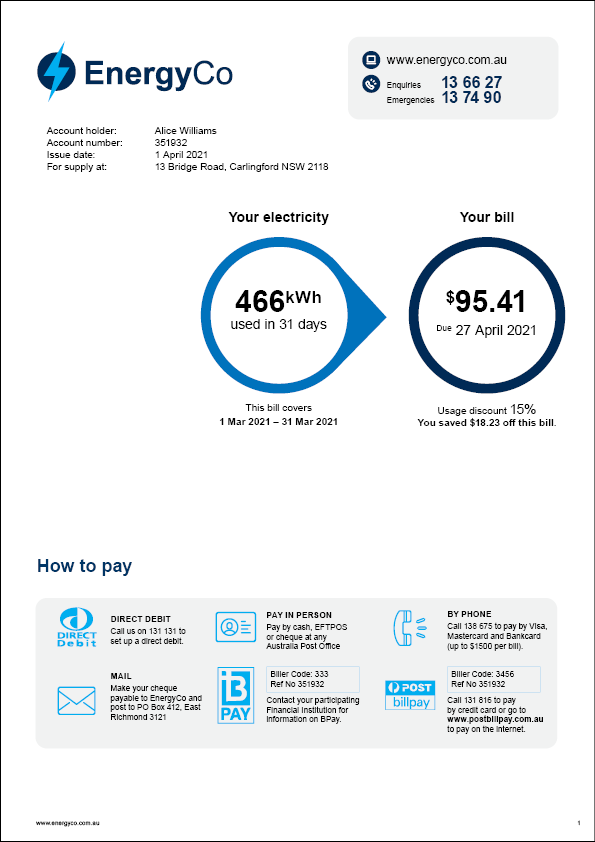 EnergyCo
www.energyco.com.au
Enquiries 13 66 27
Emergencies 13 74 90
Account holder: Alice Williams
Account number: 351932
Issue date: 1 April 2021
For supply at: 13 Bridge Road, Carlingford NSW 2118
Your electricity
466kWh
used in 31 days
This bill covers
1 Mar 2021 – 31 Mar 2021
Your bill
$95.41
Due 27 April 2021
Usage discount 15%
You saved $18.23 off this bill.
How to pay
DIRECT Debit
DIRECT DEBIT
Call us on 131 131 to
set up a direct debit.
PAY IN PERSON
Pay by cash, EFTPOS
or cheque at any
Australia Post Office
BY PHONE
Call 138 675 to pay by Visa,
Mastercard and Bankcard
(up to $1500 per bill).
MAIL
Make your cheque
payable to EnergyCo and
post to PO Box 412, East
Richmond 3121
B
PAY
Biller Code: 333
Ref No 351932
Contact your participating
Financial Institution for
Information on BPay.
POST
billpay
Biller Code: 3456
Ref No 351932
Call 131 816 to pay
by credit card or go to
www.postbillpay.com.au
to pay on the Internet.
www.energyco.com.au
1